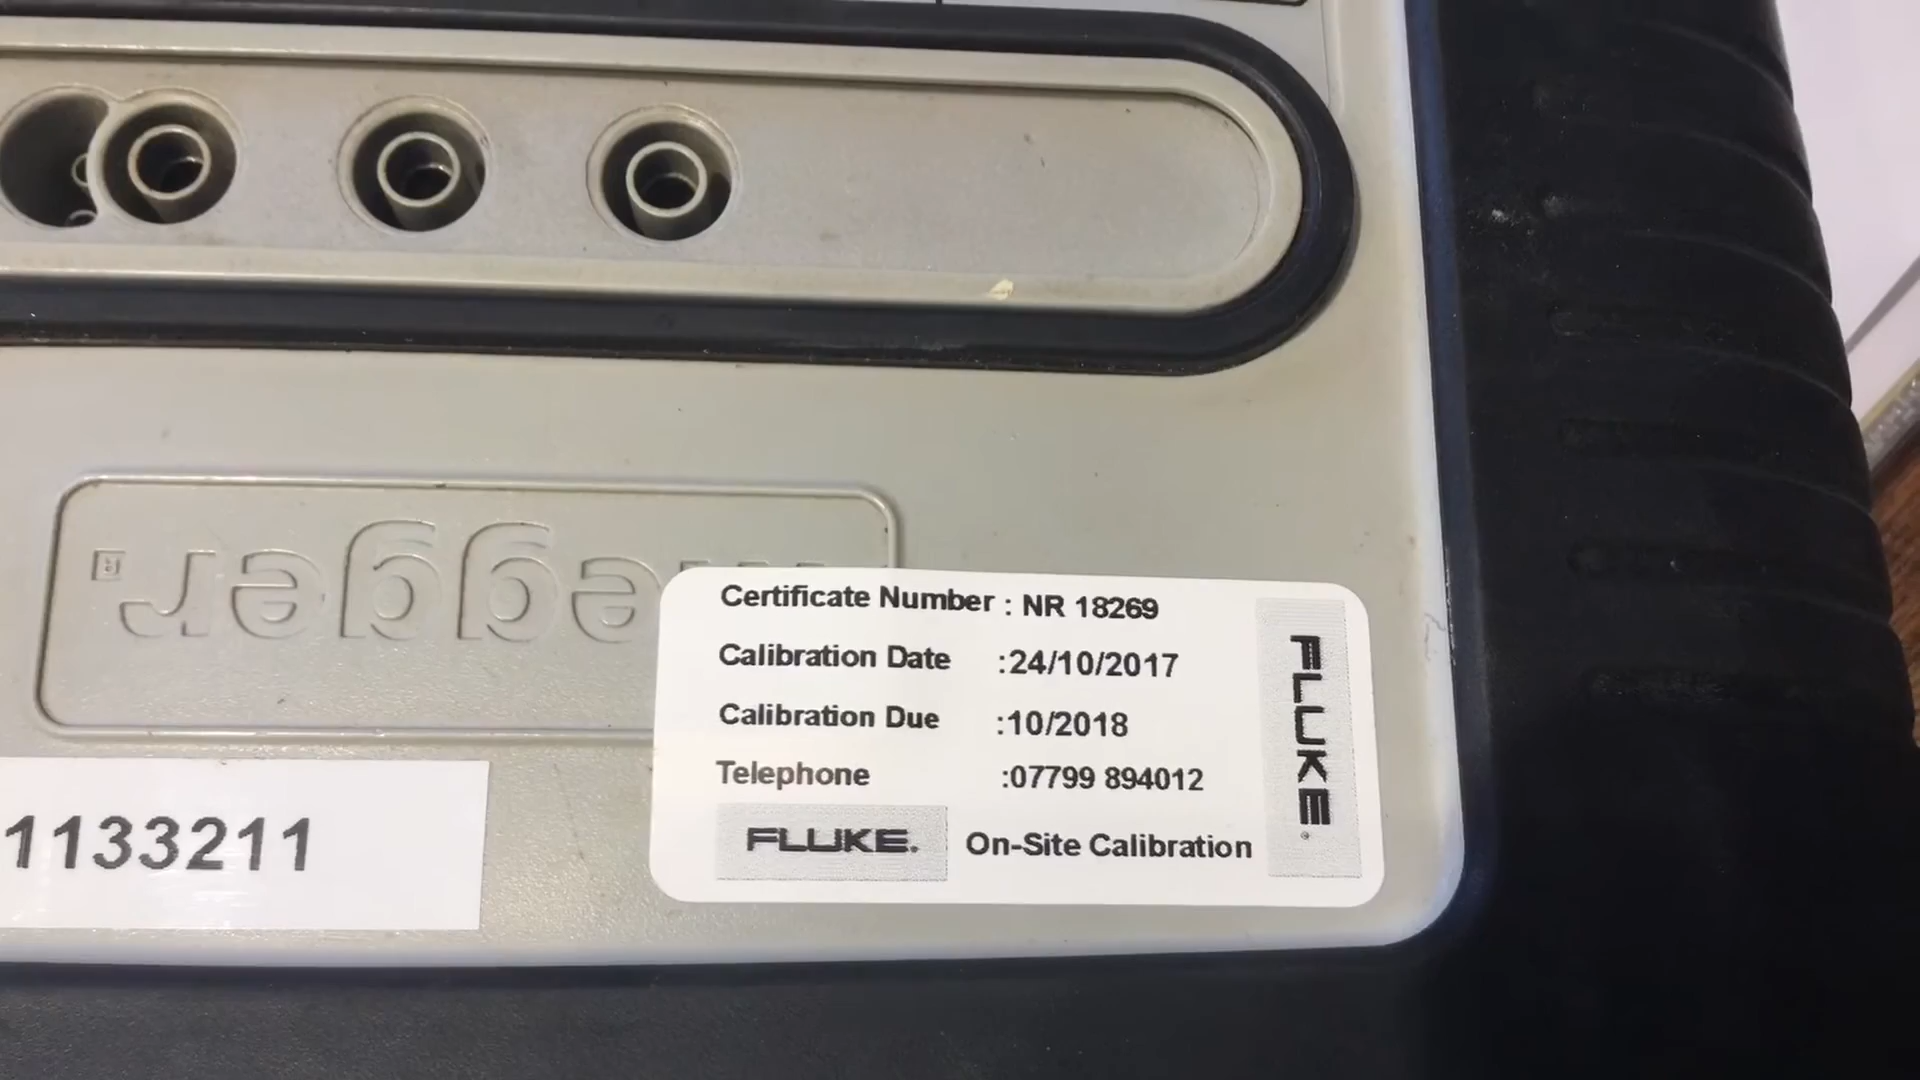 egger
R
Certificate Number : NR 18269
Calibration Date :24/10/2017
Calibration Due :10/2018
Telephone :07799 894012
FLUKE. On-Site Calibration
FLUKE.
1133211